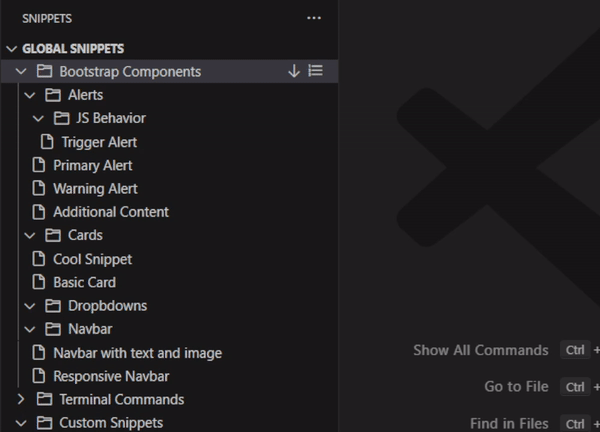 SNIPPETS
GLOBAL SNIPPETS
Bootstrap Components
Alerts
JS Behavior
Trigger Alert
Primary Alert
Warning Alert
Additional Content
Cards
Cool Snippet
Basic Card
Dropbdowns
Navbar
Navbar with text and image
Responsive Navbar
Terminal Commands
Custom Snippets
Show All Commands Ctrl +
Go to File Ctrl +
Find in Files Ctrl +